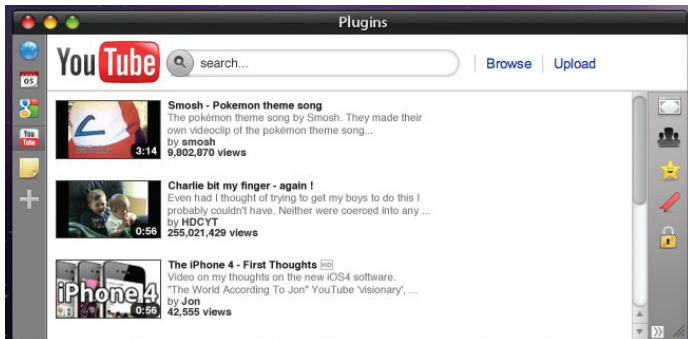 Plugins
You Tube
search...
Browse
Upload
05
8
You Tube
Smosh - Pokemon theme song
The pokémon theme song by Smosh. They made their
own videoclip of the pokémon theme song...
by smosh
9,802,870 views
3:14
Charlie bit my finger - again !
Even had I thought of trying to get my boys to do this I
probably couldn't have. Neither were coerced into any ...
by HDCYT
255,021,429 views
0:56
The iPhone 4 - First Thoughts HD
Video on my thoughts on the new iOS4 software.
"The World According To Jon" YouTube 'visionary', ...
by Jon
42,555 views
iPhone 4
0:56